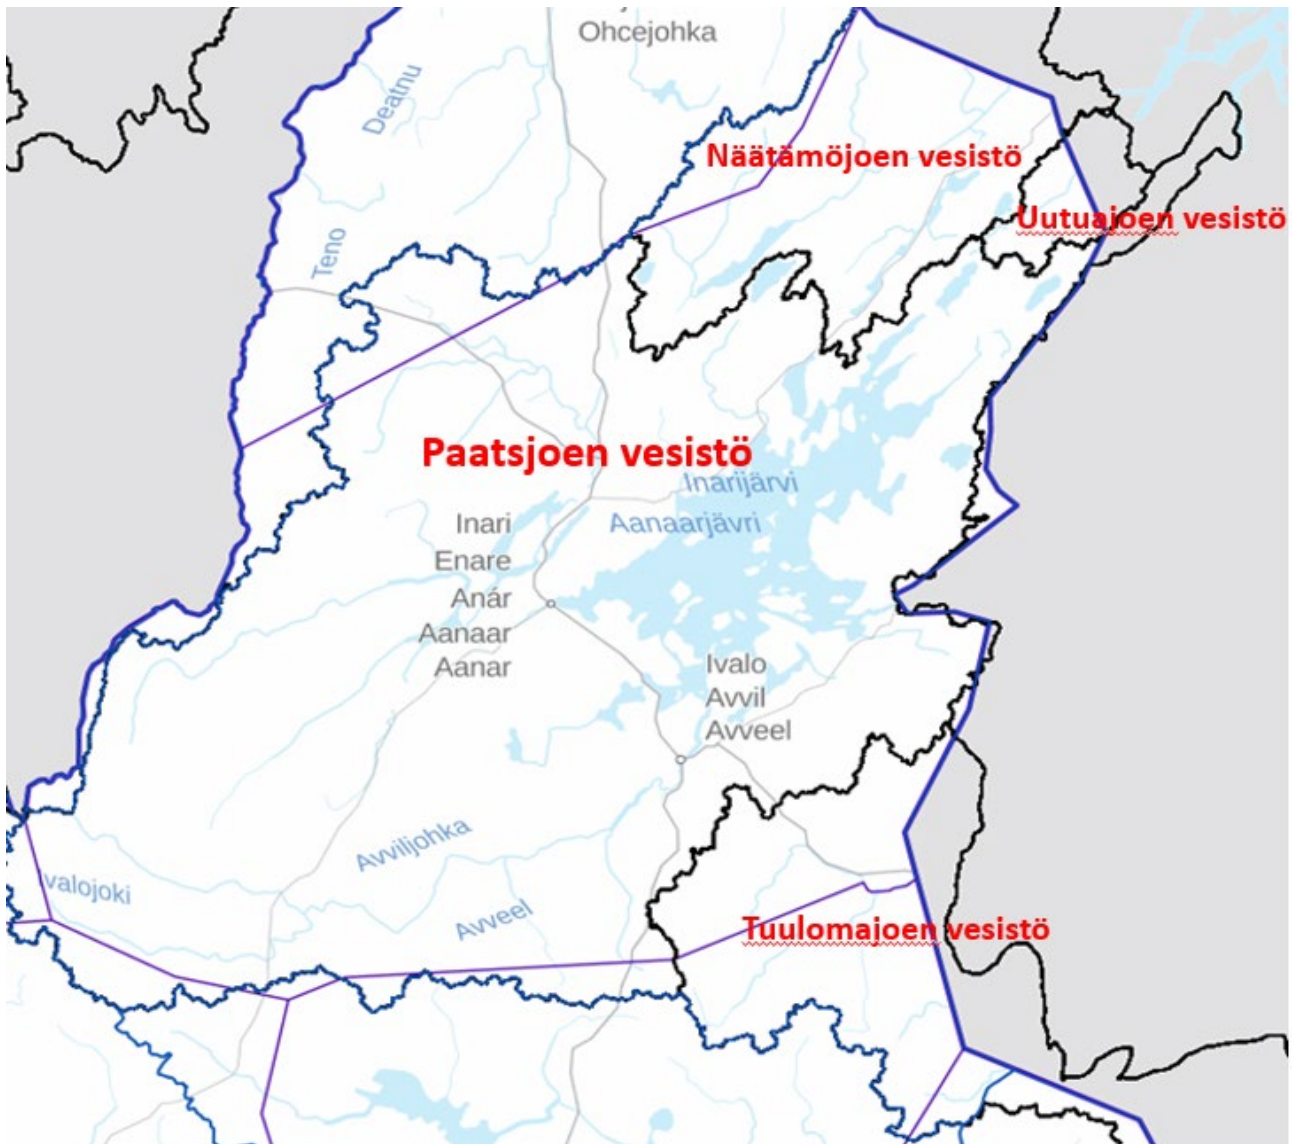 Ohcejohka
Deatnu
Näätämöjoen vesistö
Uutuajoen vesistö
Teno
Paatsjoen vesistö
Inarijärvi
Aanaarjävri
Inari
Enare
Anár
Aanaar
Aanar
Ivalo
Avvil
Avveel
Avviljohka
valojoki
Avveel
Tuulomajoen vesistö